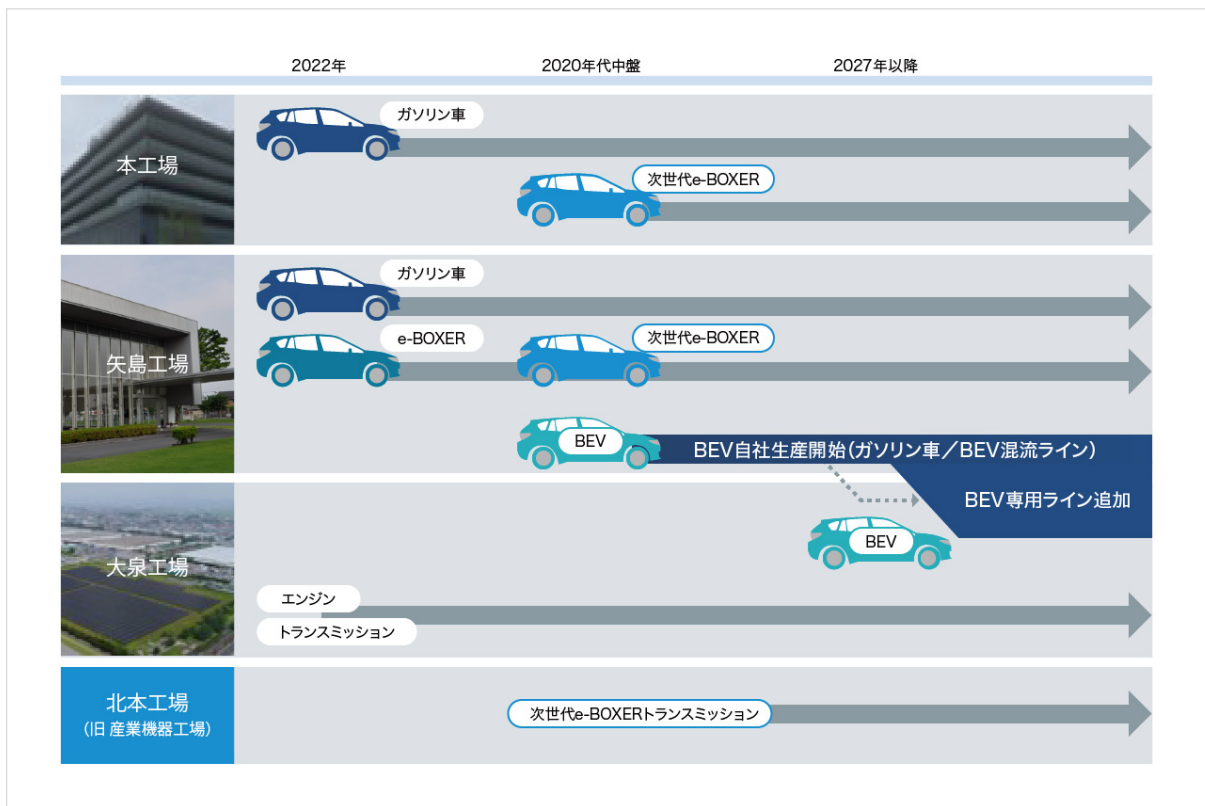 2022年
2020年代中盤
2027年以降
本工場
ガソリン車
次世代e-BOXER
矢島工場
ガソリン車
e-BOXER
次世代e-BOXER
BEV
BEV自社生産開始(ガソリン車/BEV混流ライン)
BEV専用ライン追加
大泉工場
BEV
エンジン
トランスミッション
北本工場
(旧 産業機器工場)
次世代e-BOXERトランスミッション